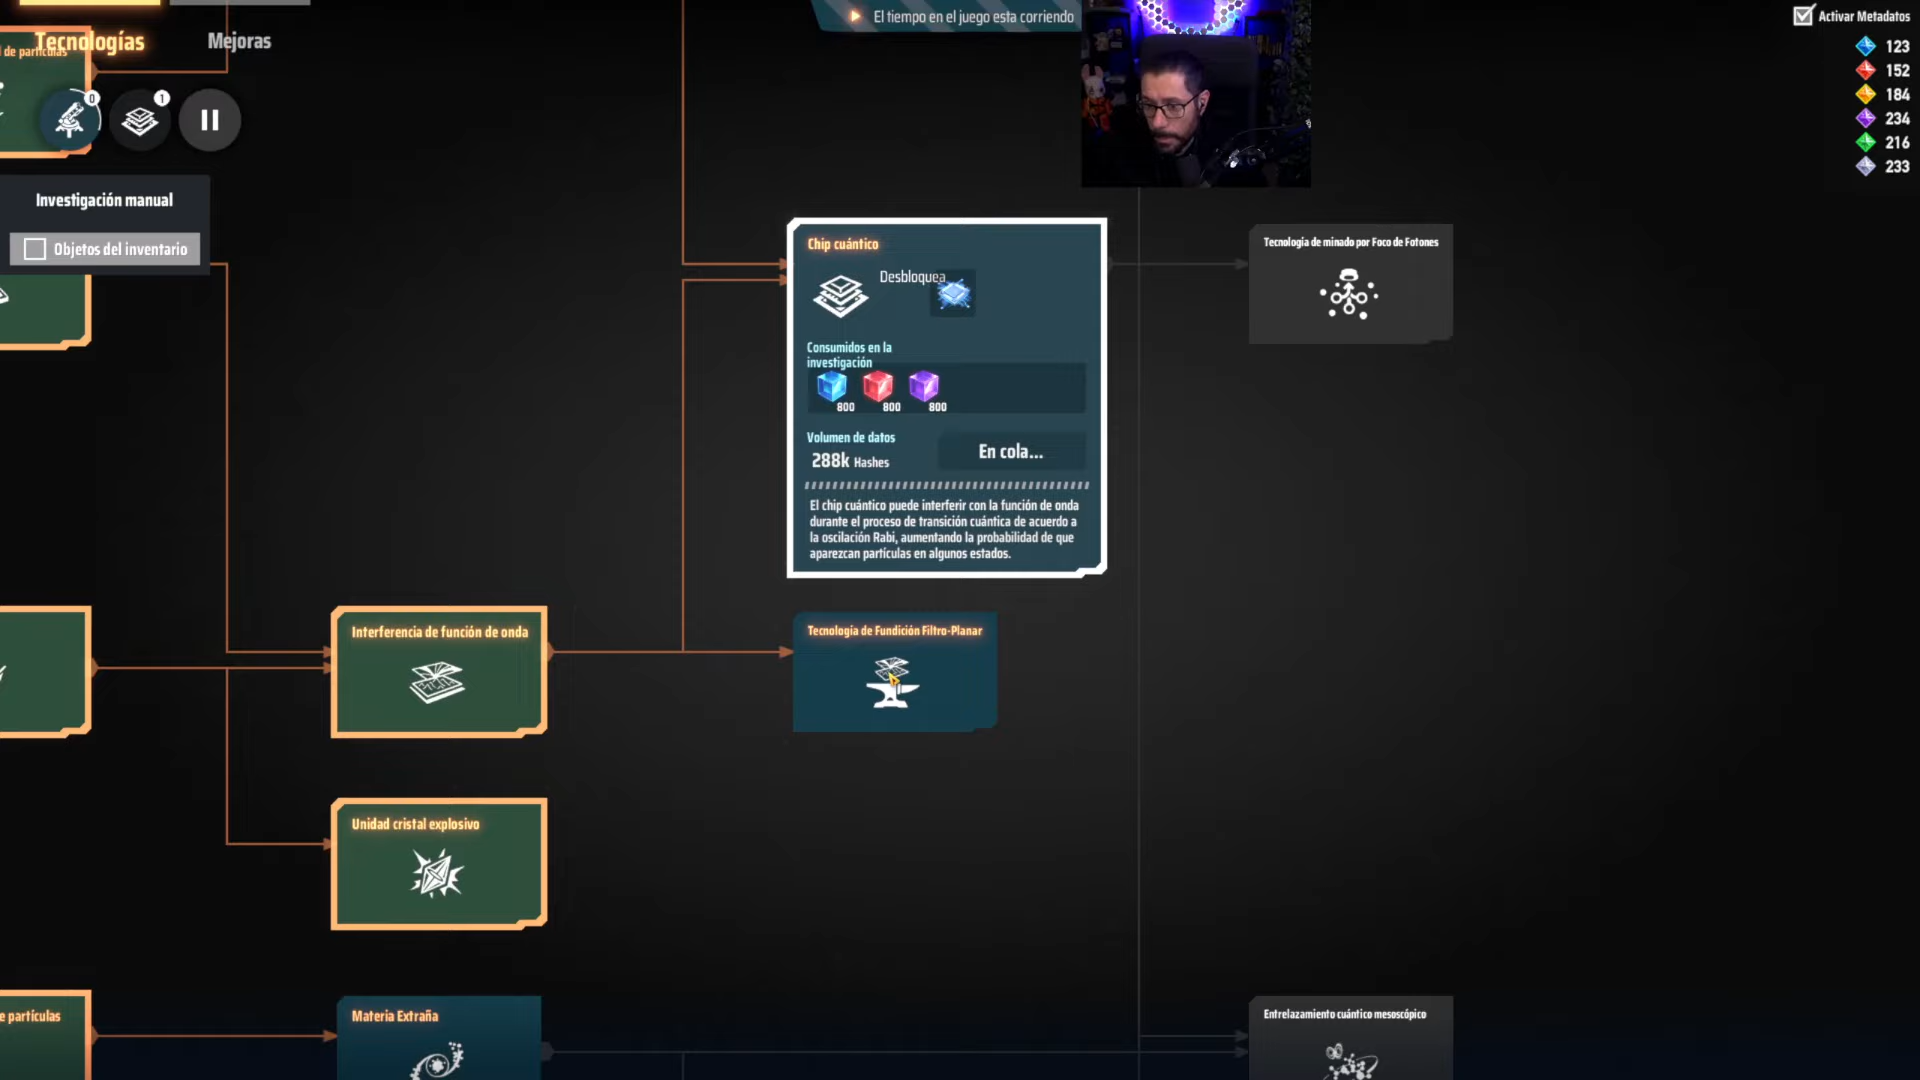 El tiempo en el juego esta corriendo
Activar Metadatos
123
152
184
234
216
233
de partículas
Tecnologías
Mejoras
0
1
Investigación manual
Objetos del inventario
Chip cuántico
Desbloquea
Consumidos en la
investigación
800
800
800
Volumen de datos
288k Hashes
En cola...
El chip cuántico puede interferir con la función de onda
durante el proceso de transición cuántica de acuerdo a
la oscilación Rabi, aumentando la probabilidad de que
aparezcan partículas en algunos estados.
Tecnologia de minado por Foco de Fotones
Interferencia de función de onda
Tecnología de Fundición Filtro-Planar
Unidad cristal explosivo
e partículas
Materia Extraña
Entrelazamiento cuántico mesoscópico